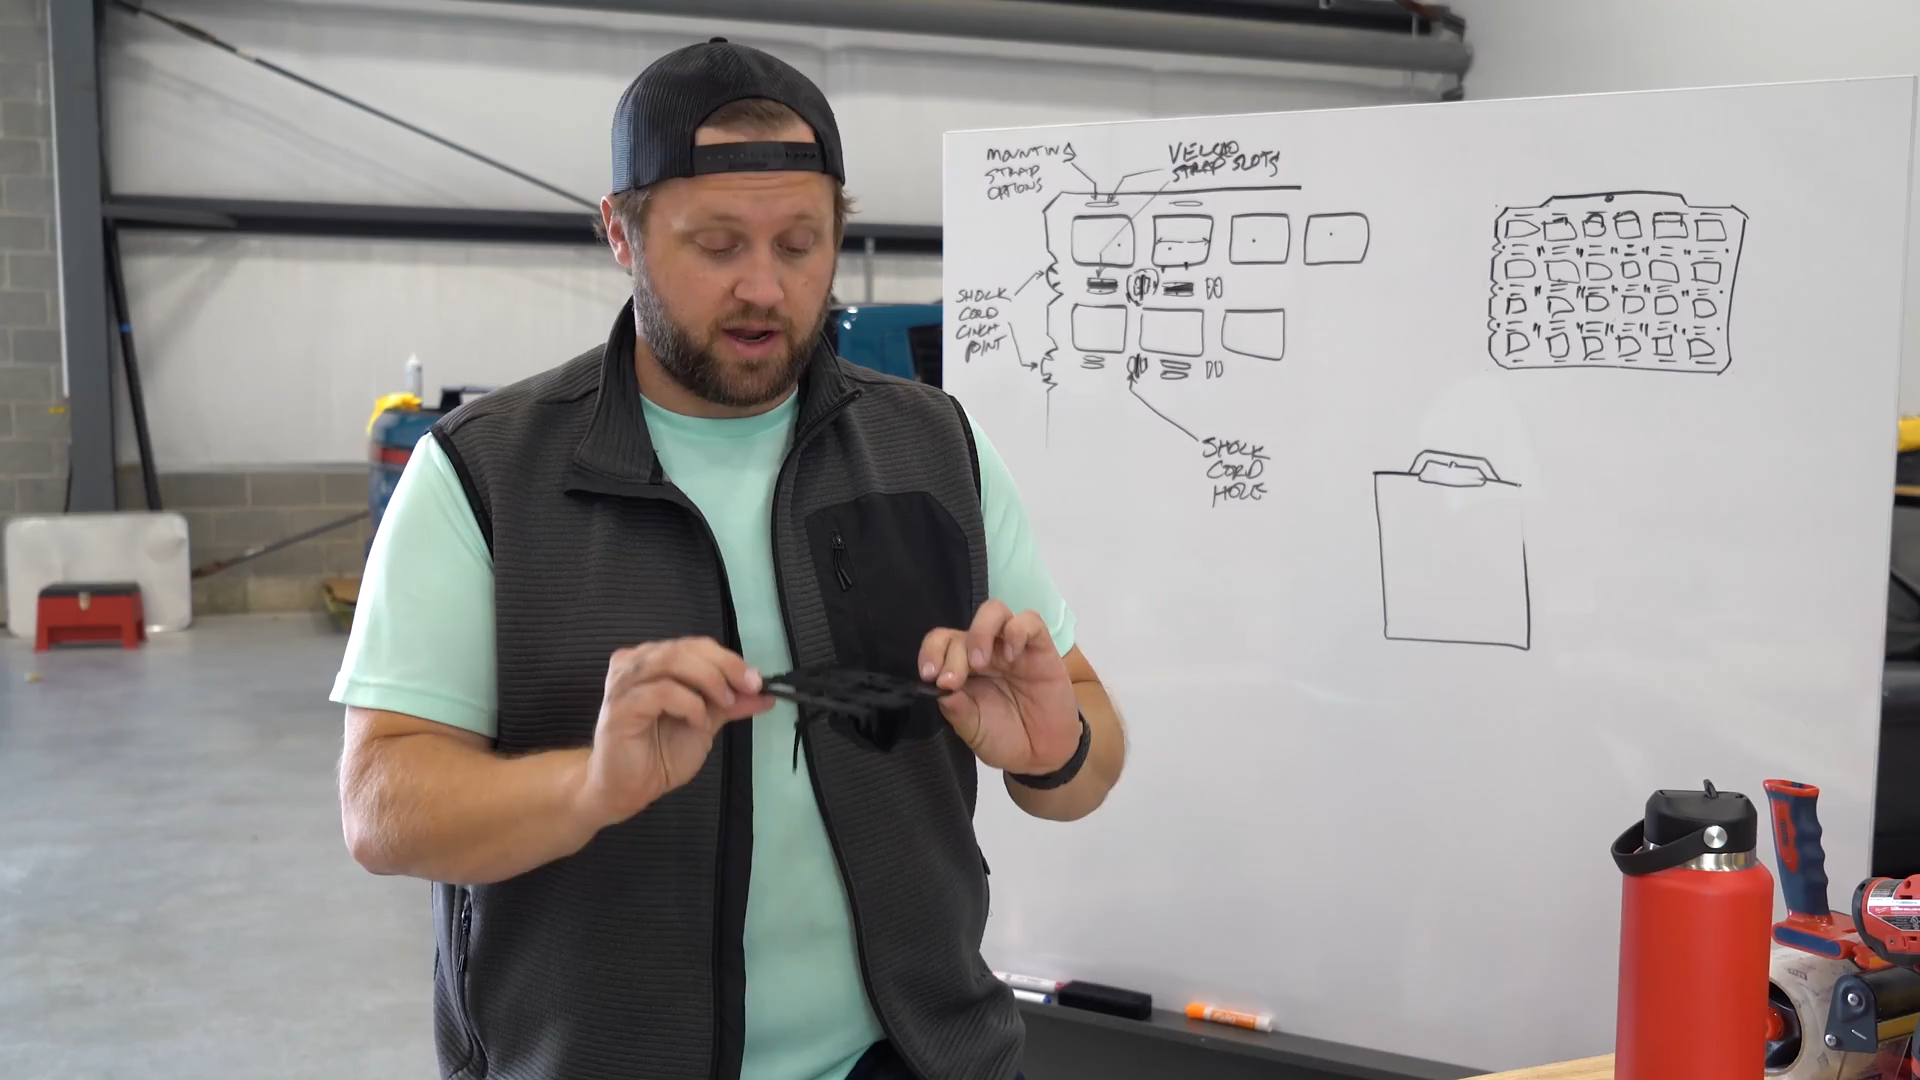 MOUNTING
STRAP
OPTIONS
VELCRO
STRAP SLOTS
SHOCK
CORD
CINCH
POINT
SHOCK
CORD
HOLE